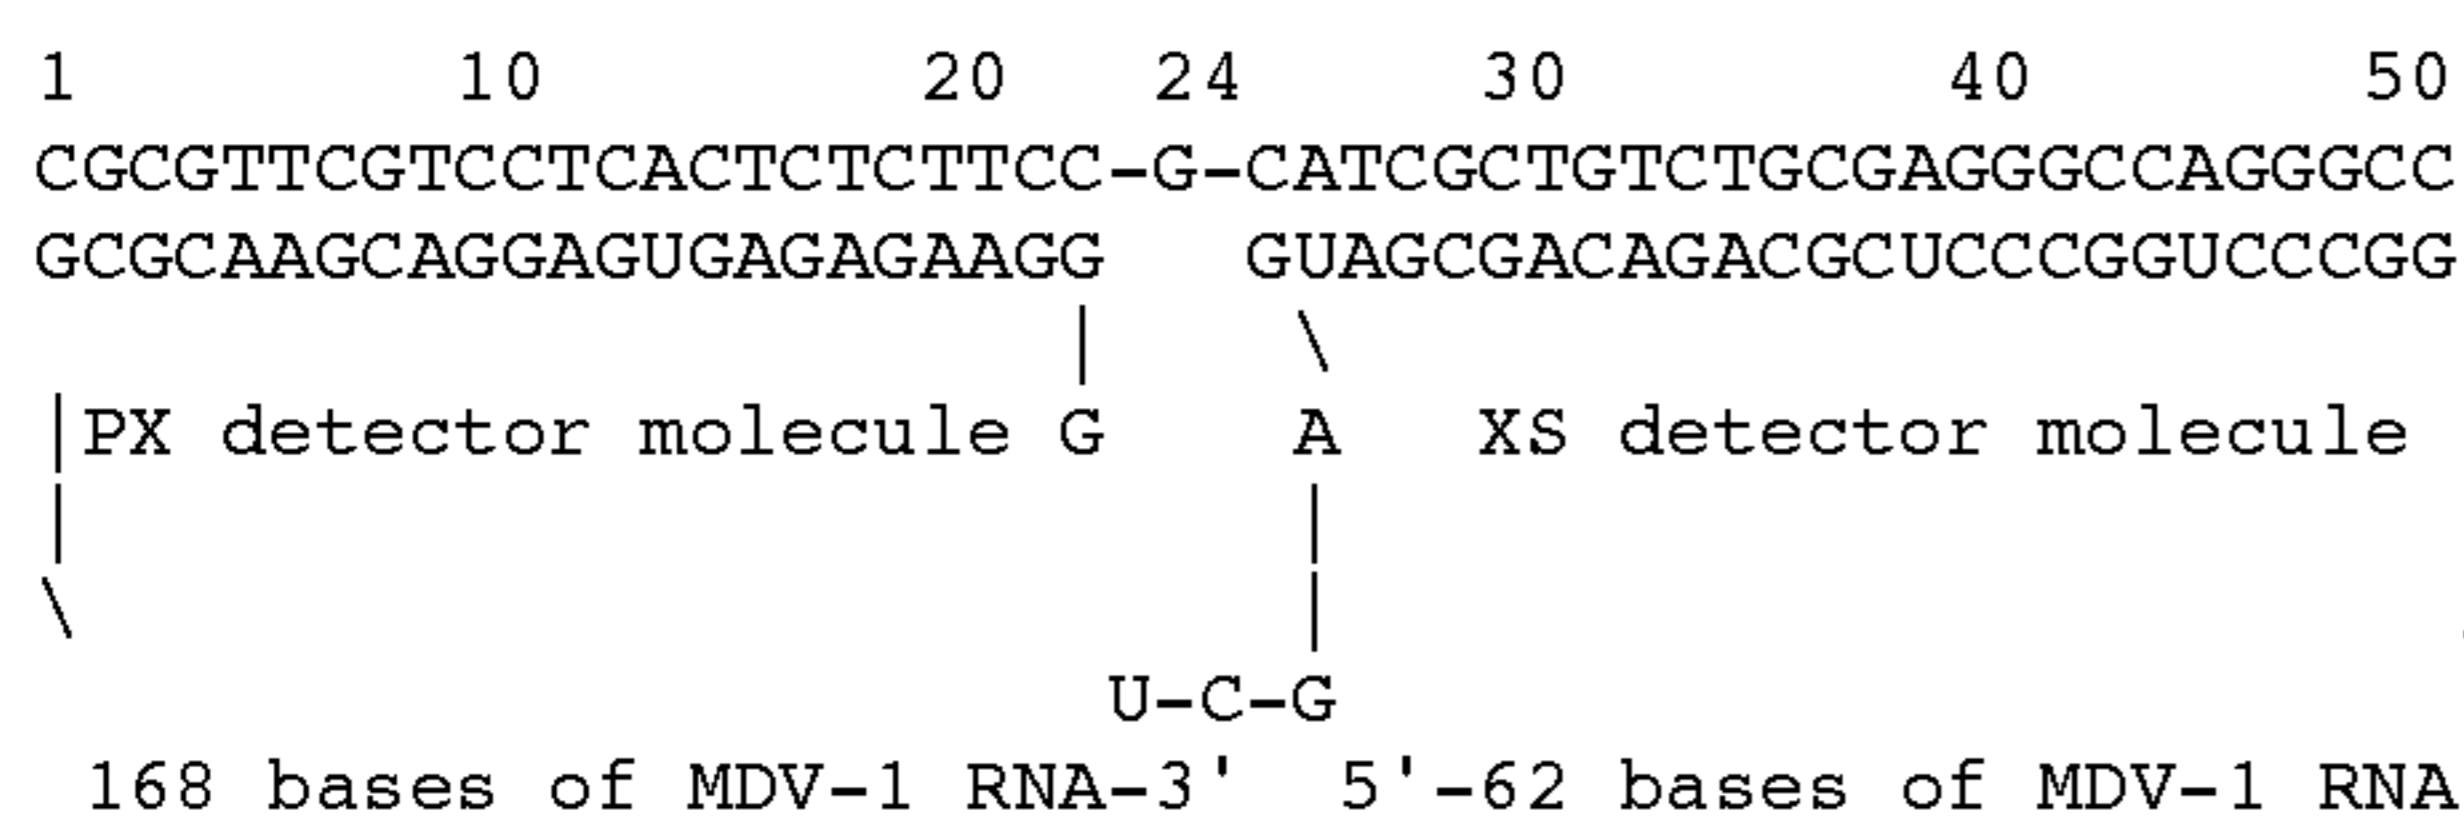 1 10 20 24 30 40 50
CGCGTTCGTCCTCACTCTCTTCC-G-CATCGCTGTCTGCGAGGGCCAGGGCC
GCGCAAGCAGGAGUGAGAGAAGG GUAGCGACAGACGCUCCCGGUCCCGG
| \
|PX detector molecule G A XS detector molecule
| |
\ |
U-C-G
168 bases of MDV-1 RNA-3' 5'-62 bases of MDV-1 RNA